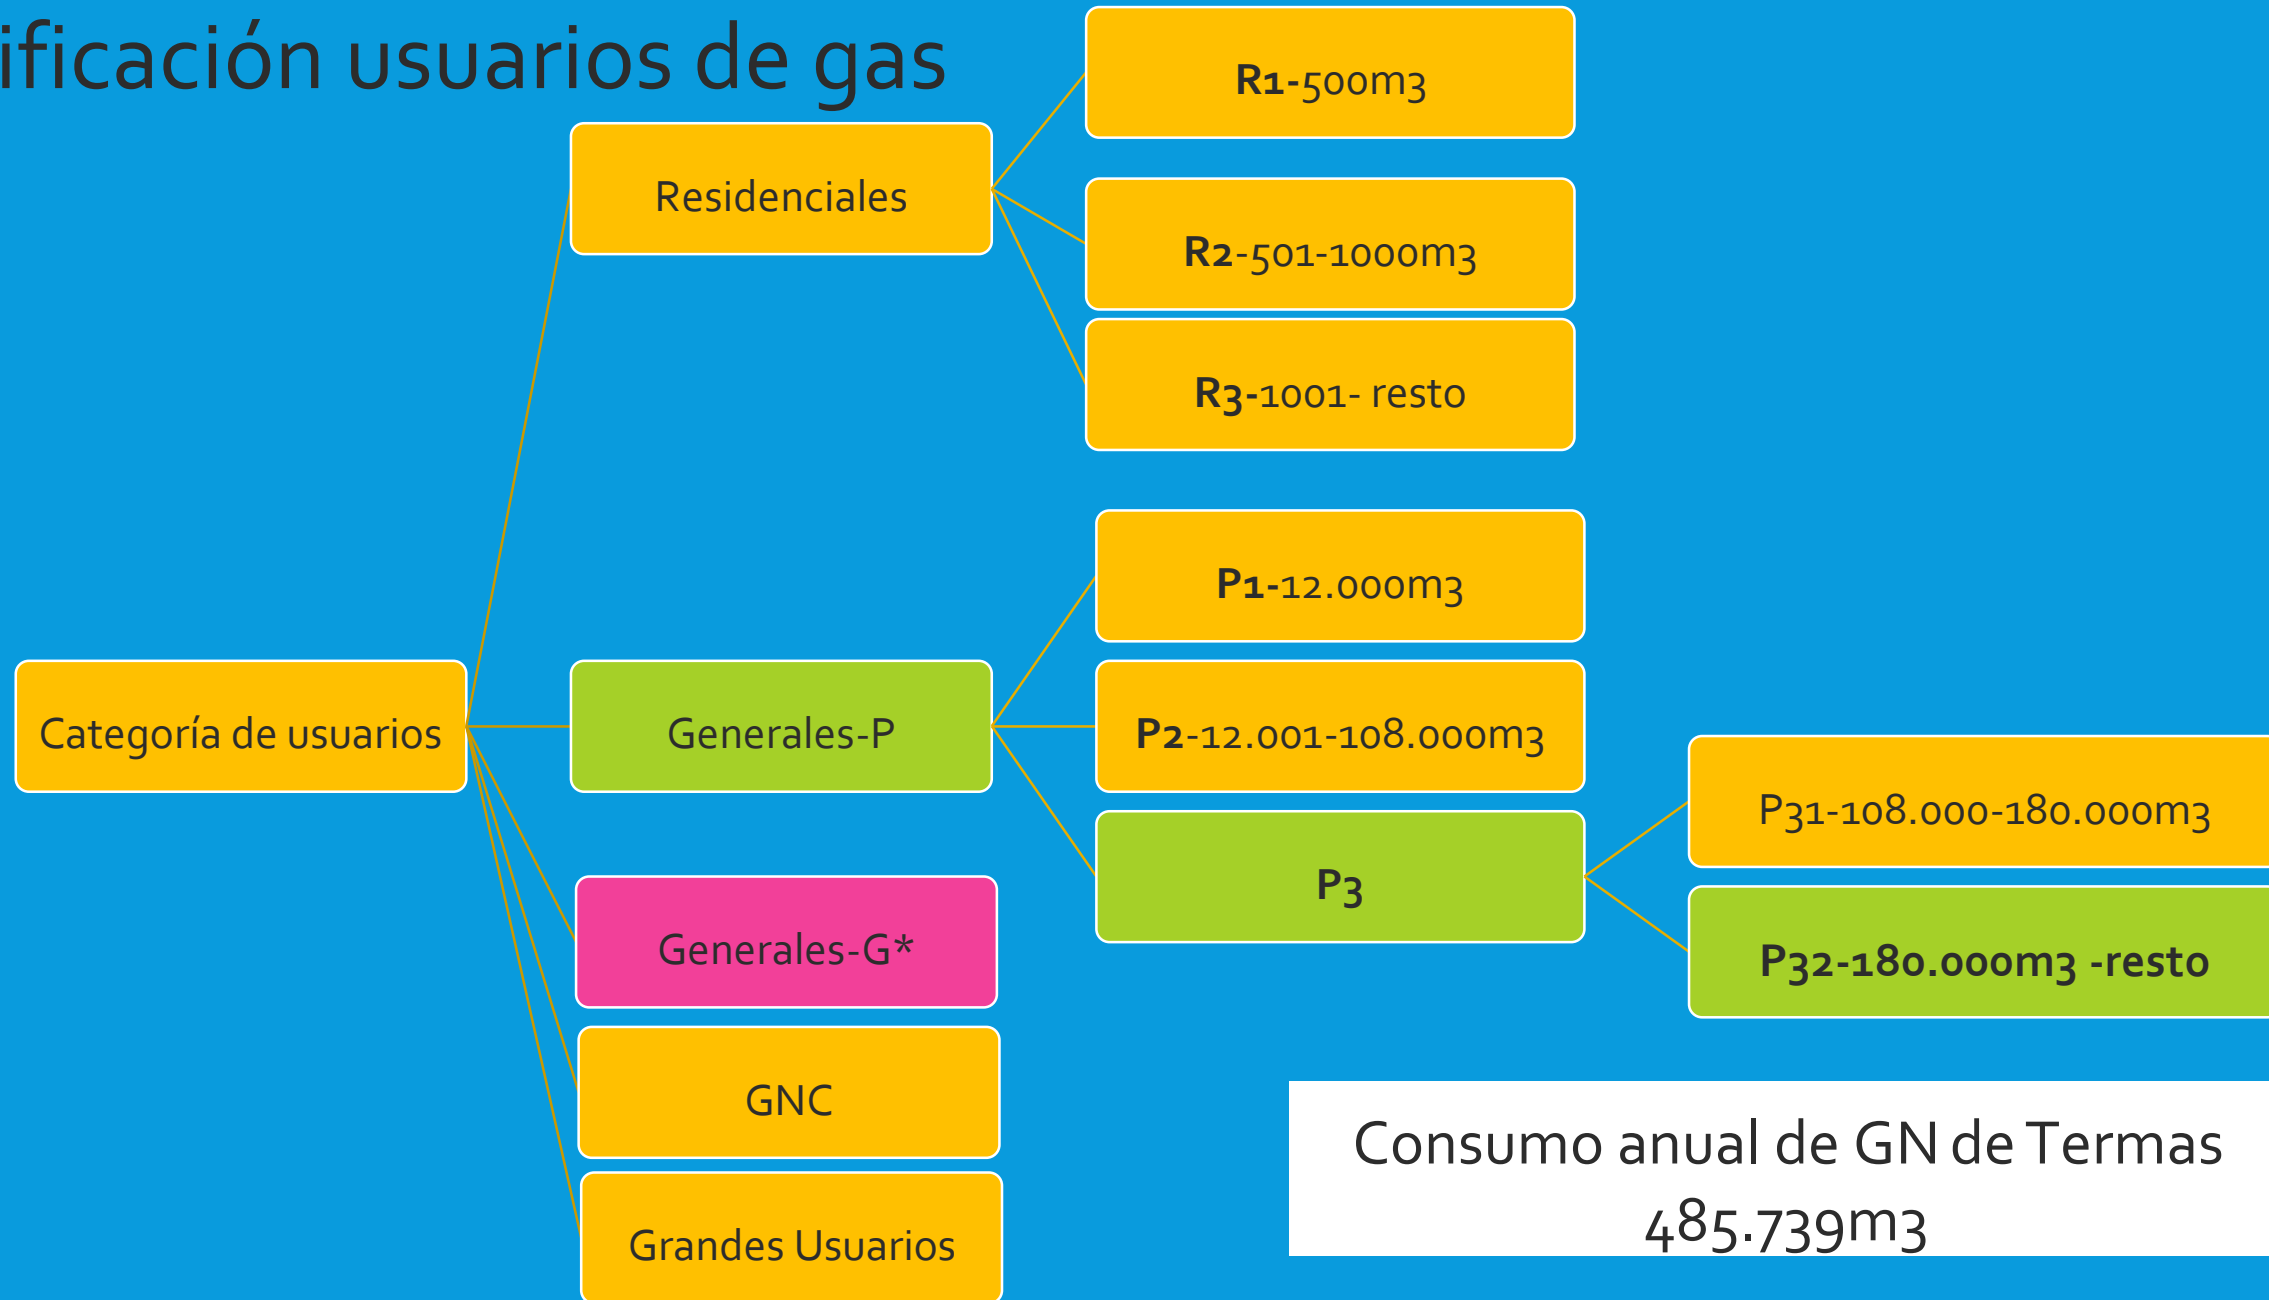 ificación usuarios de gas
Residenciales
R1-500m3
R2-501-1000m3
R3-1001- resto
Categoría de usuarios
Generales-P
P1-12.000m3
P2-12.001-108.000m3
P3
P31-108.000-180.000m3
P32-180.000m3 -resto
Generales-G*
GNC
Grandes Usuarios
Consumo anual de GN de Termas
485.739m3